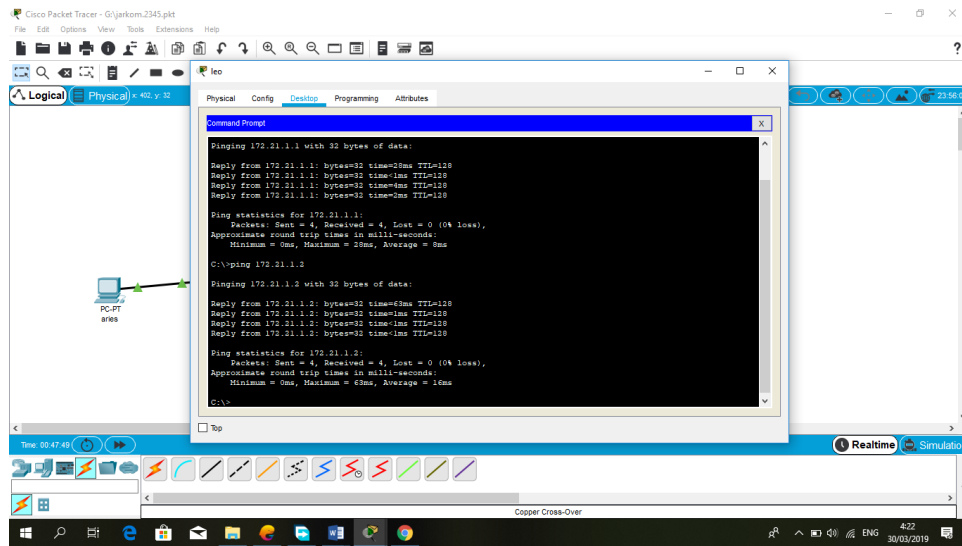 Cisco Packet Tracer - G:\jarkom.2345.pkt
File Edit Options View Tools Extensions Help
?
Logical Physical x: 402, y: 32
23:56:0
leo
Physical Config Desktop Programming Attributes
Command Prompt X
Pinging 172.21.1.1 with 32 bytes of data:
Reply from 172.21.1.1: bytes=32 time=28ms TTL=128
Reply from 172.21.1.1: bytes=32 time<1ms TTL=128
Reply from 172.21.1.1: bytes=32 time=4ms TTL=128
Reply from 172.21.1.1: bytes=32 time=2ms TTL=128
Ping statistics for 172.21.1.1:
Packets: Sent = 4, Received = 4, Lost = 0 (0% loss),
Approximate round trip times in milli-seconds:
Minimum = 0ms, Maximum = 28ms, Average = 8ms
C:\>ping 172.21.1.2
Pinging 172.21.1.2 with 32 bytes of data:
Reply from 172.21.1.2: bytes=32 time=63ms TTL=128
Reply from 172.21.1.2: bytes=32 time=1ms TTL=128
Reply from 172.21.1.2: bytes=32 time<1ms TTL=128
Reply from 172.21.1.2: bytes=32 time<1ms TTL=128
Ping statistics for 172.21.1.2:
Packets: Sent = 4, Received = 4, Lost = 0 (0% loss),
Approximate round trip times in milli-seconds:
Minimum = 0ms, Maximum = 63ms, Average = 16ms
C:\>
Top
PC-PT
aries
Time: 00:47:49
Realtime Simulatio
Copper Cross-Over
ENG
4:22
30/03/2019